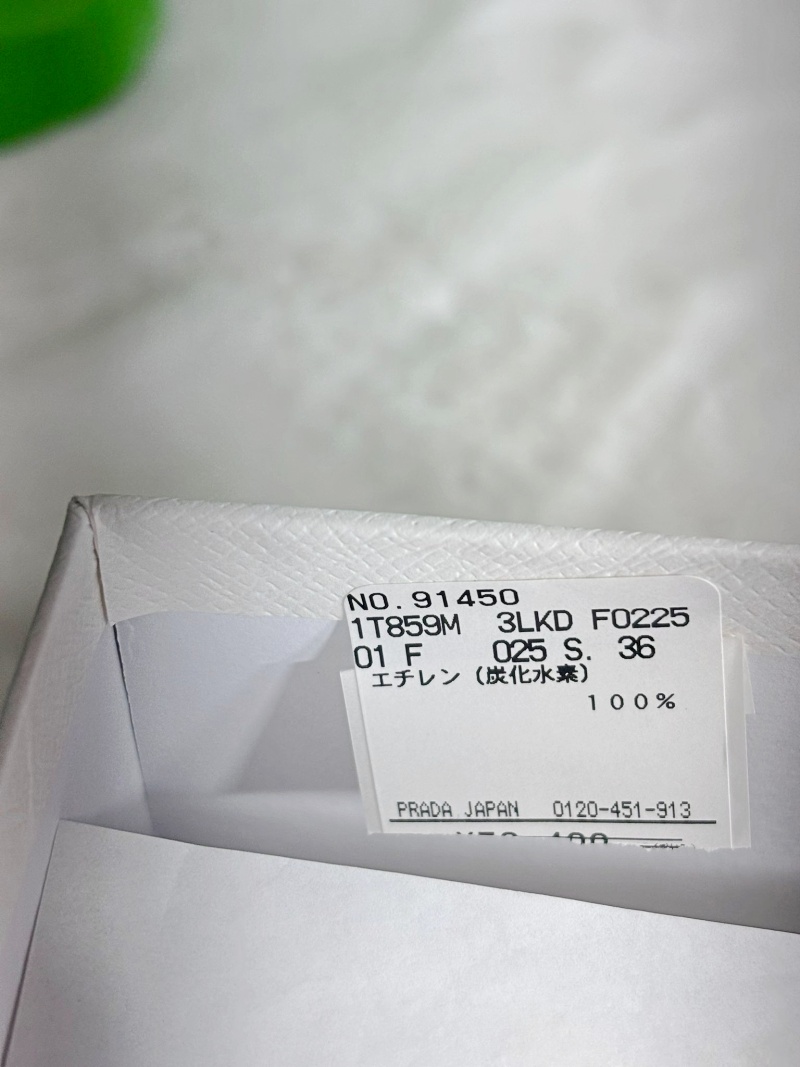 NO.91450
1T859M 3LKD F0225
01 F 025 S. 36
エチレン（炭化水素）
100%
PRADA JAPAN 0120-451-913